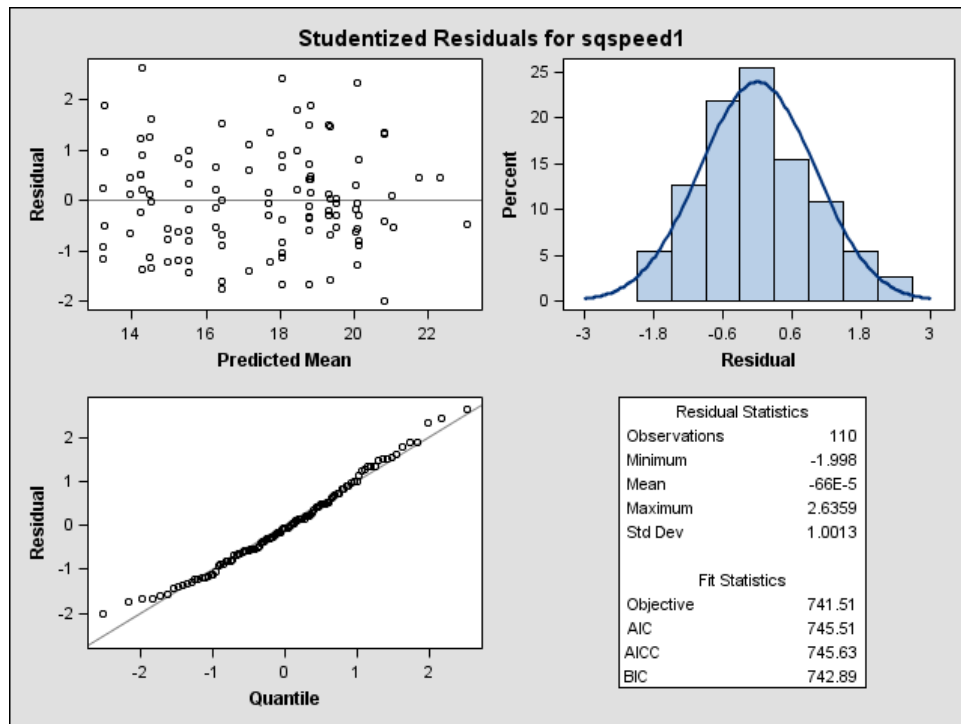 Studentized Residuals for sqspeed1
2
1
0
-1
-2
Residual
14 16 18 20 22
Predicted Mean
25
20
15
10
5
0
Percent
-3 -1.8 -0.6 0.6 1.8 3
Residual
2
1
0
-1
-2
Residual
-2 -1 0 1 2
Quantile
Residual Statistics
Observations 110
Minimum -1.998
Mean -66E-5
Maximum 2.6359
Std Dev 1.0013
Fit Statistics
Objective 741.51
AIC 745.51
AICC 745.63
BIC 742.89